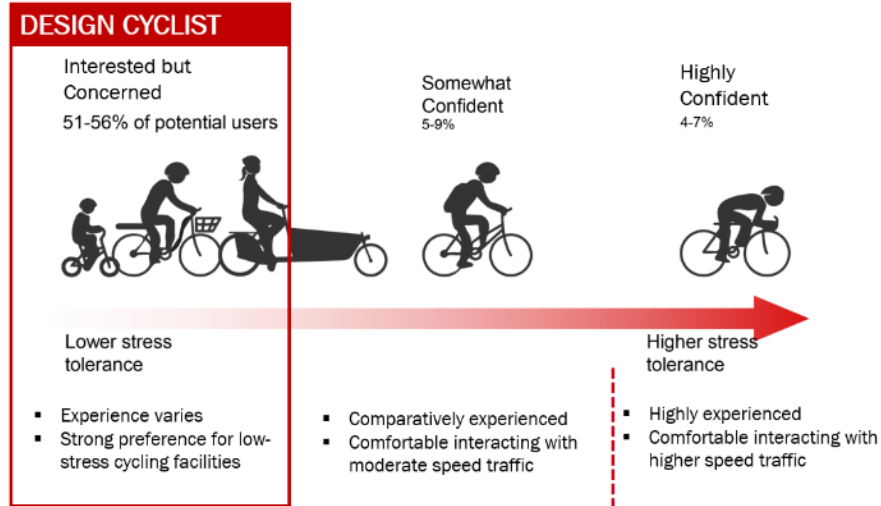 DESIGN CYCLIST
Interested but
Concerned
51-56% of potential users
Somewhat
Confident
5-9%
Highly
Confident
4-7%
Lower stress
tolerance
Higher stress
tolerance
▪ Experience varies
▪ Strong preference for low-
stress cycling facilities
▪ Comparatively experienced
▪ Comfortable interacting with
moderate speed traffic
▪ Highly experienced
▪ Comfortable interacting with
higher speed traffic